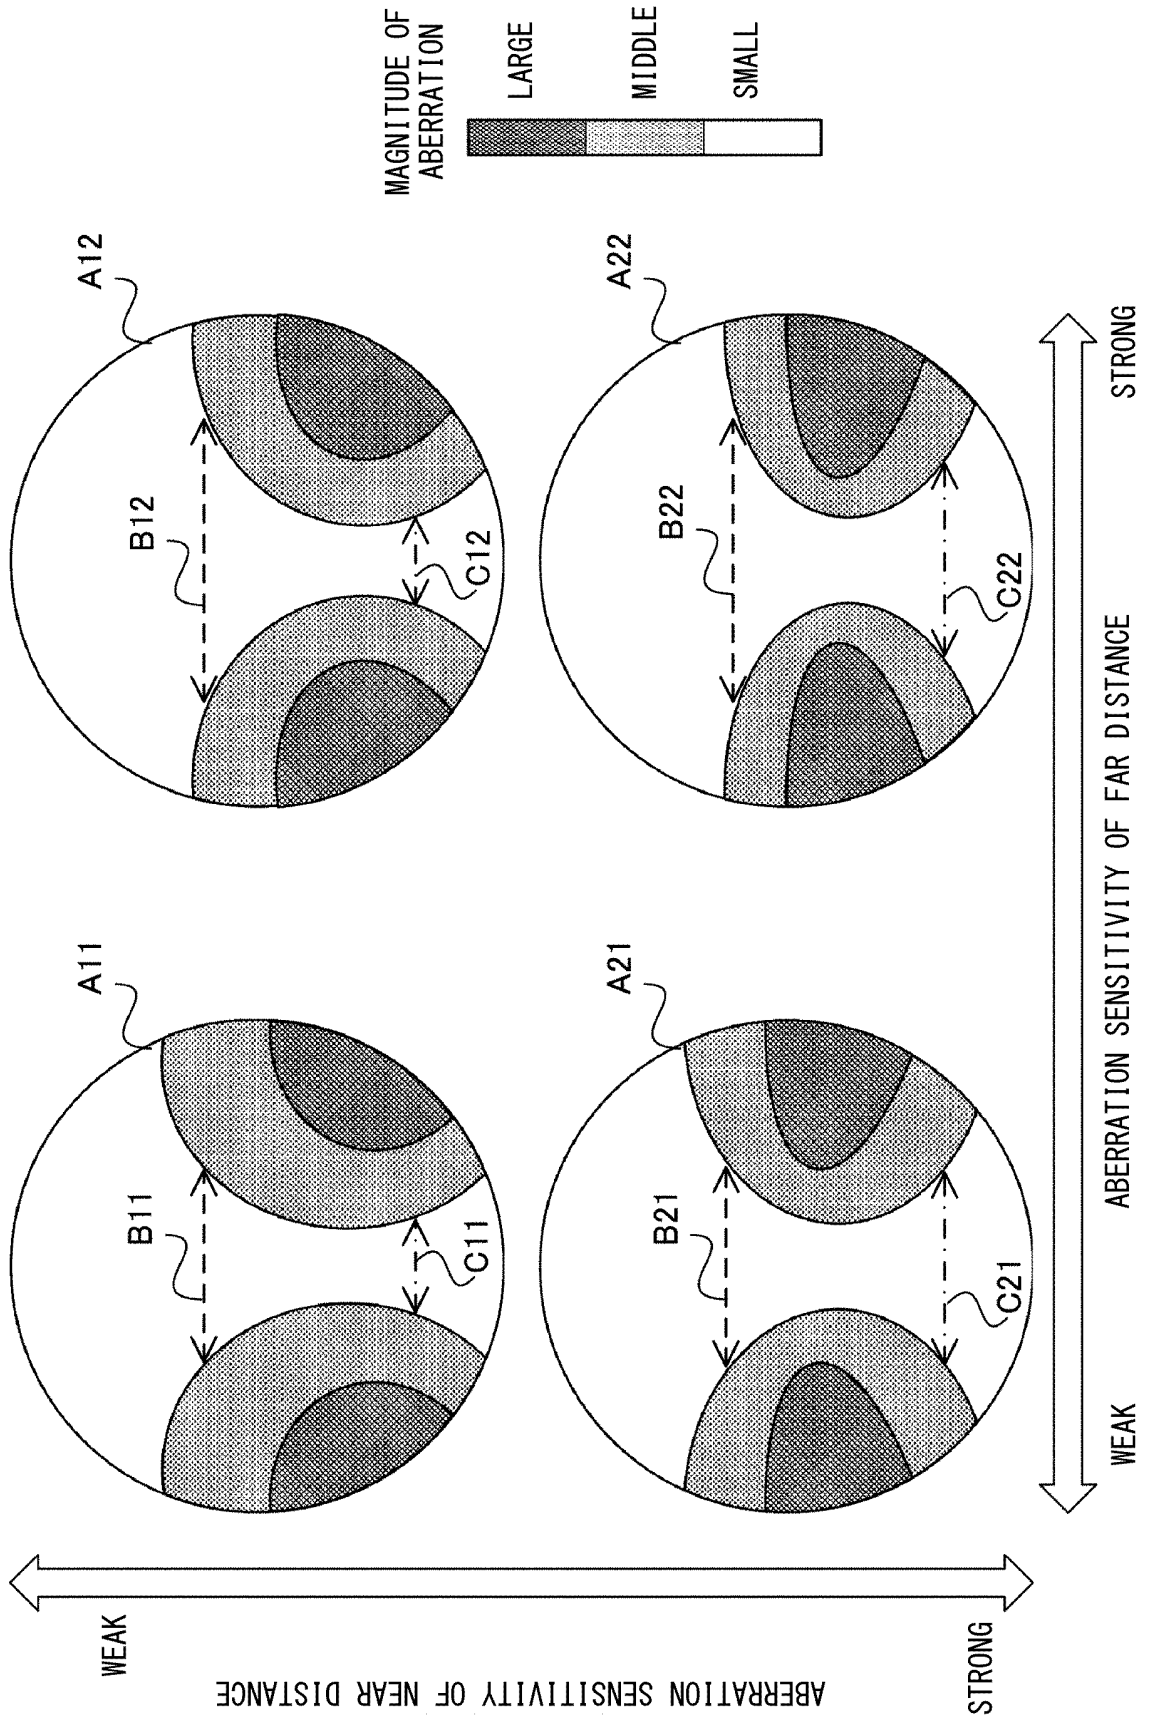 WEAK
ABERRATION SENSITIVITY OF NEAR DISTANCE
STRONG
A11
B11
C11
A12
B12
C12
MAGNITUDE OF
ABERRATION
LARGE
MIDDLE
SMALL
A21
B21
C21
A22
B22
C22
WEAK
ABERRATION SENSITIVITY OF FAR DISTANCE
STRONG